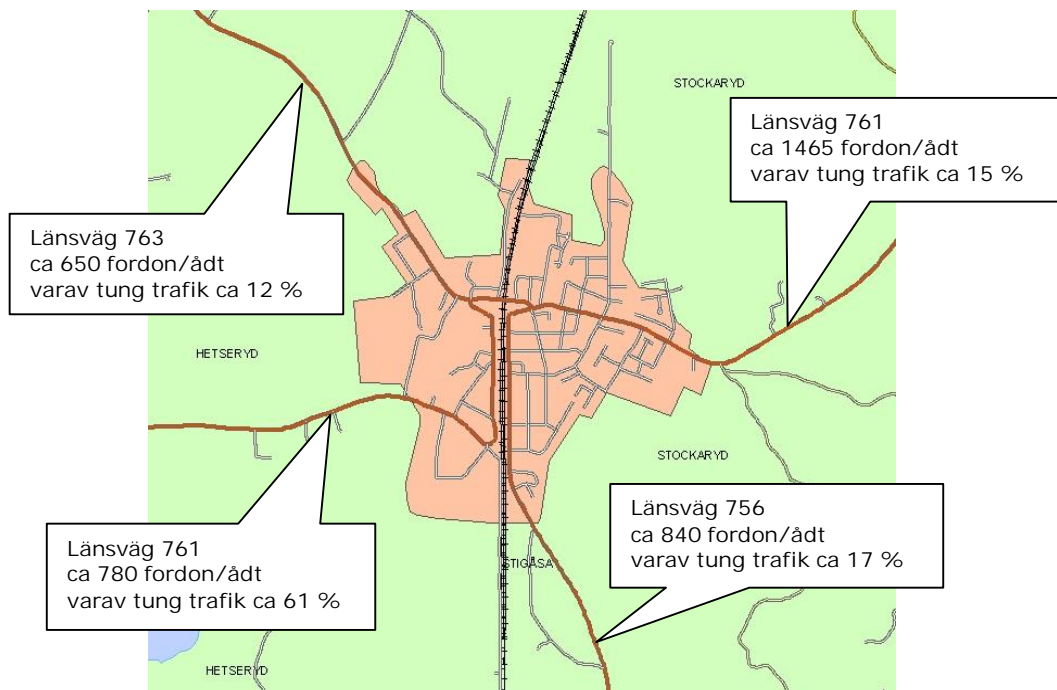 STOCKARYD
Länsväg 761
ca 1465 fordon/ådt
varav tung trafik ca 15 %
Länsväg 763
ca 650 fordon/ådt
varav tung trafik ca 12 %
HETSERYD
STOCKARYD
Länsväg 756
ca 840 fordon/ådt
varav tung trafik ca 17 %
Länsväg 761
ca 780 fordon/ådt
varav tung trafik ca 61 %
STIGÅSA
HETSERYD